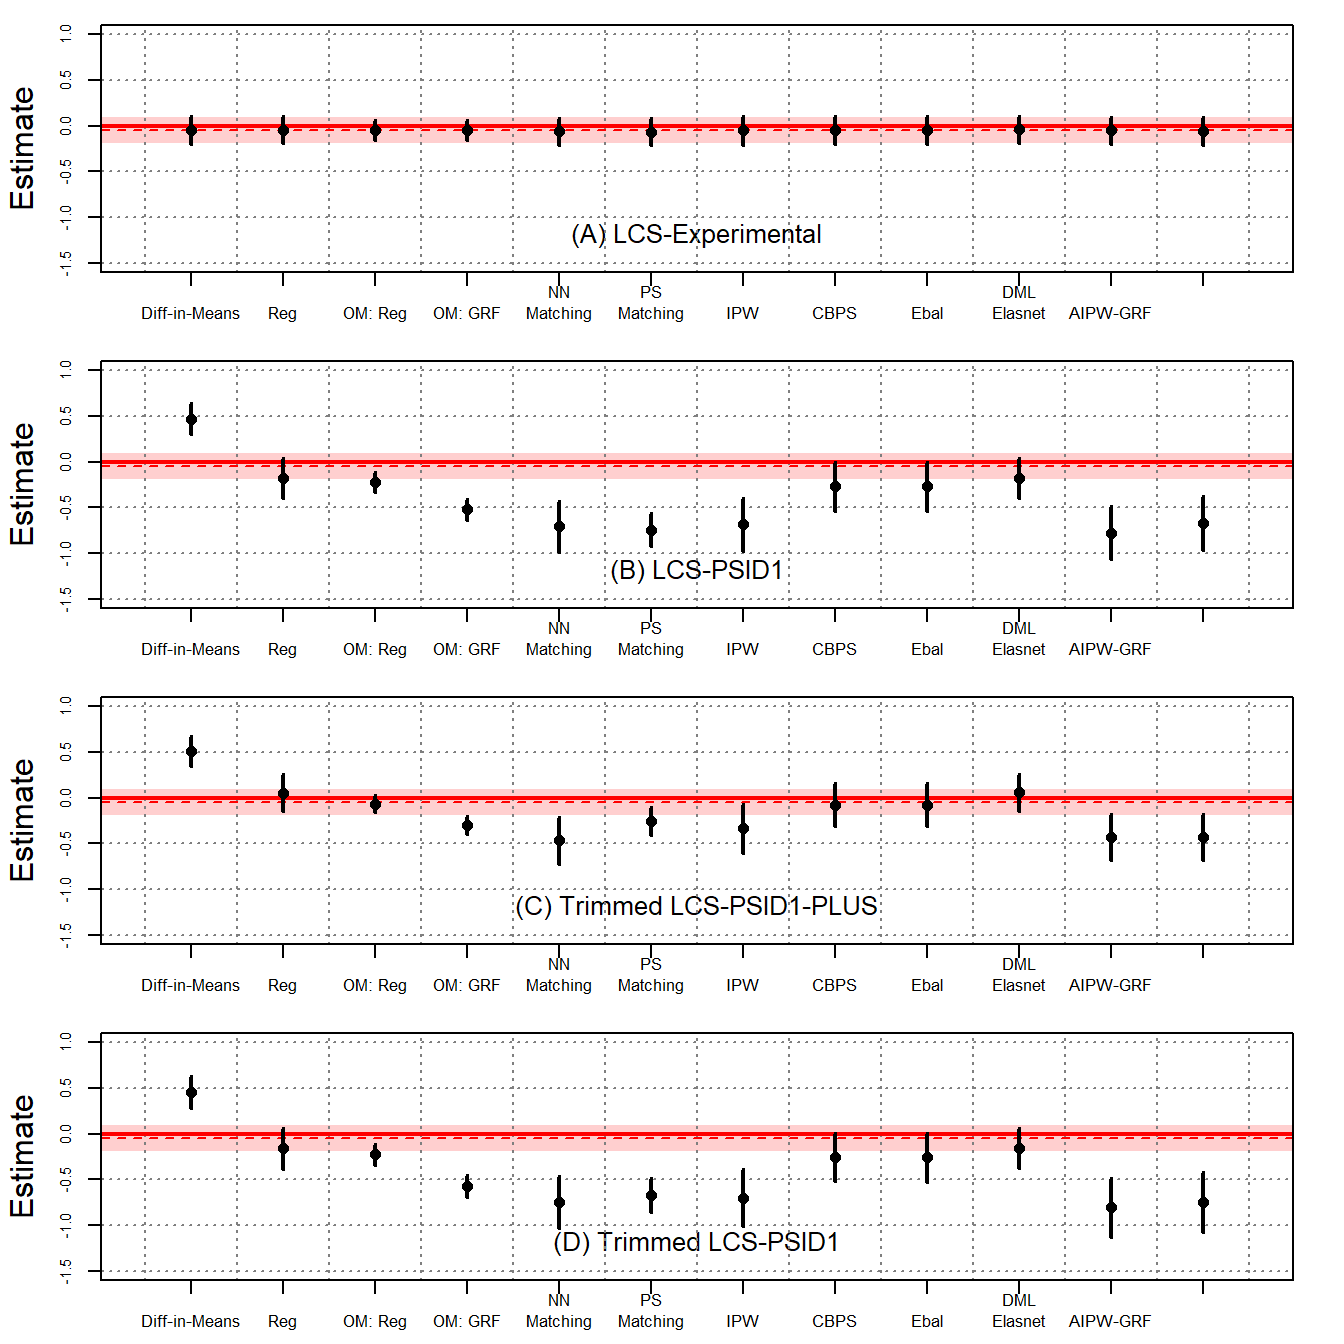 Estimate
1.0
0.5
0.0
-0.5
-1.0
-1.5
(A) LCS-Experimental
Diff-in-Means Reg OM: Reg OM: GRF NN Matching PS Matching IPW CBPS Ebal DML Elasnet AIPW-GRF
Estimate
1.0
0.5
0.0
-0.5
-1.0
-1.5
(B) LCS-PSID1
Diff-in-Means Reg OM: Reg OM: GRF NN Matching PS Matching IPW CBPS Ebal DML Elasnet AIPW-GRF
Estimate
1.0
0.5
0.0
-0.5
-1.0
-1.5
(C) Trimmed LCS-PSID1-PLUS
Diff-in-Means Reg OM: Reg OM: GRF NN Matching PS Matching IPW CBPS Ebal DML Elasnet AIPW-GRF
Estimate
1.0
0.5
0.0
-0.5
-1.0
-1.5
(D) Trimmed LCS-PSID1
Diff-in-Means Reg OM: Reg OM: GRF NN Matching PS Matching IPW CBPS Ebal DML Elasnet AIPW-GRF